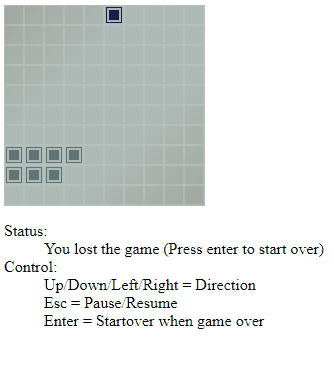 Status:
You lost the game (Press enter to start over)
Control:
Up/Down/Left/Right = Direction
Esc = Pause/Resume
Enter = Startover when game over